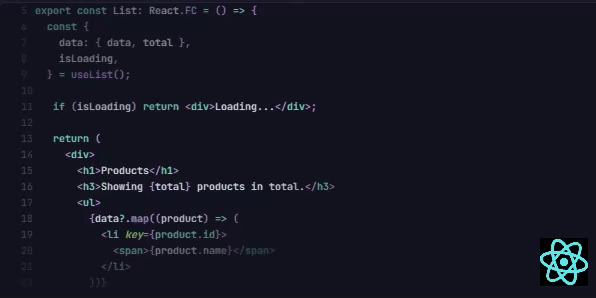 5 export const List: React.FC = () => {
6 const {
7 data: { data, total },
8 isLoading,
9 } = useList();
10
11 if (isLoading) return <div>Loading...</div>;
12
13 return (
14 <div>
15 <h1>Products</h1>
16 <h3>Showing {total} products in total.</h3>
17 <ul>
18 {data?.map((product) => (
19 <li key={product.id}>
20 <span>{product.name}</span>
21 </li>
22 ))}